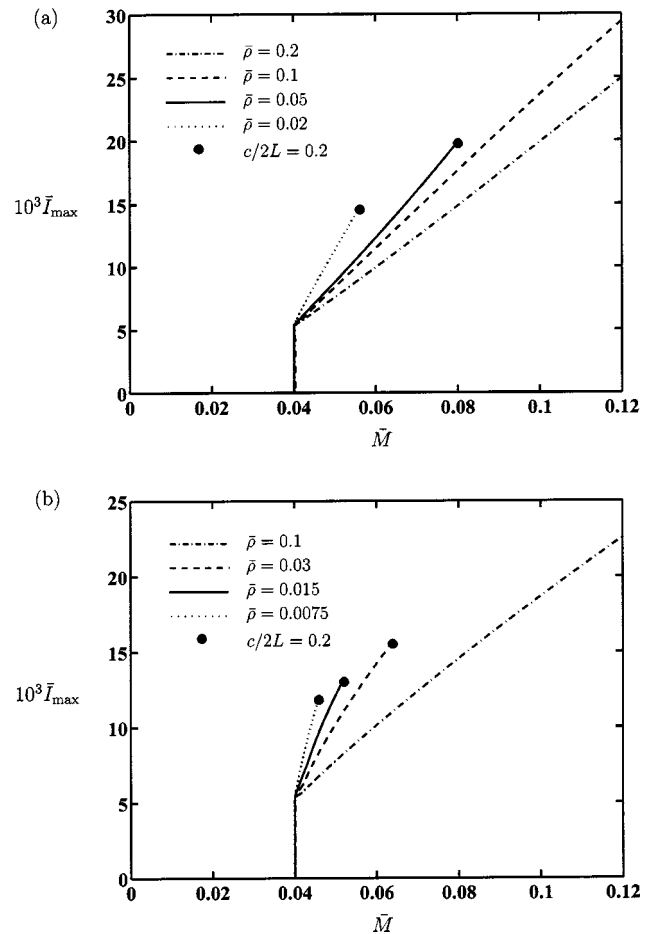 (a)
30
25
20
15
10
5
0
10³Ī_max
ρ̄ = 0.2
ρ̄ = 0.1
ρ̄ = 0.05
ρ̄ = 0.02
c/2L = 0.2
0 0.02 0.04 0.06 0.08 0.1 0.12
M̄
(b)
25
20
15
10
5
0
10³Ī_max
ρ̄ = 0.1
ρ̄ = 0.03
ρ̄ = 0.015
ρ̄ = 0.0075
c/2L = 0.2
0 0.02 0.04 0.06 0.08 0.1 0.12
M̄